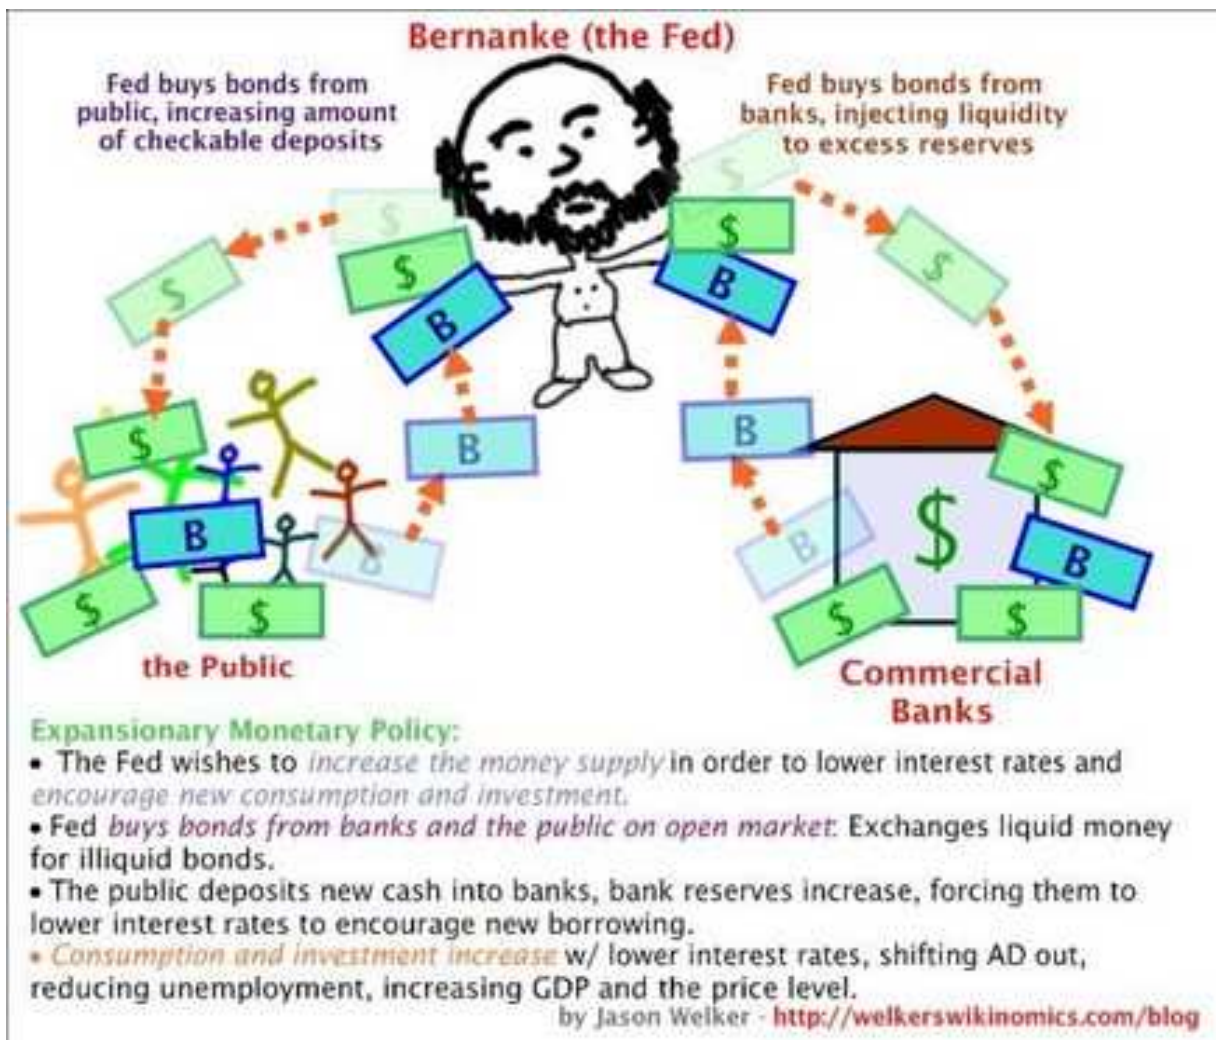 Bernanke (the Fed)
Fed buys bonds from
public, increasing amount
of checkable deposits
Fed buys bonds from
banks, injecting liquidity
to excess reserves
$
$
$
$
$
$
B
B
B
B
B
B
$
$
$
$
B
B
$
$
$
$
the Public
Commercial
Banks
Expansionary Monetary Policy:
• The Fed wishes to increase the money supply in order to lower interest rates and
encourage new consumption and investment.
• Fed buys bonds from banks and the public on open market. Exchanges liquid money
for illiquid bonds.
• The public deposits new cash into banks, bank reserves increase, forcing them to
lower interest rates to encourage new borrowing.
• Consumption and investment increase w/ lower interest rates, shifting AD out,
reducing unemployment, increasing GDP and the price level.
by Jason Welker - http://welkerswikinomics.com/blog